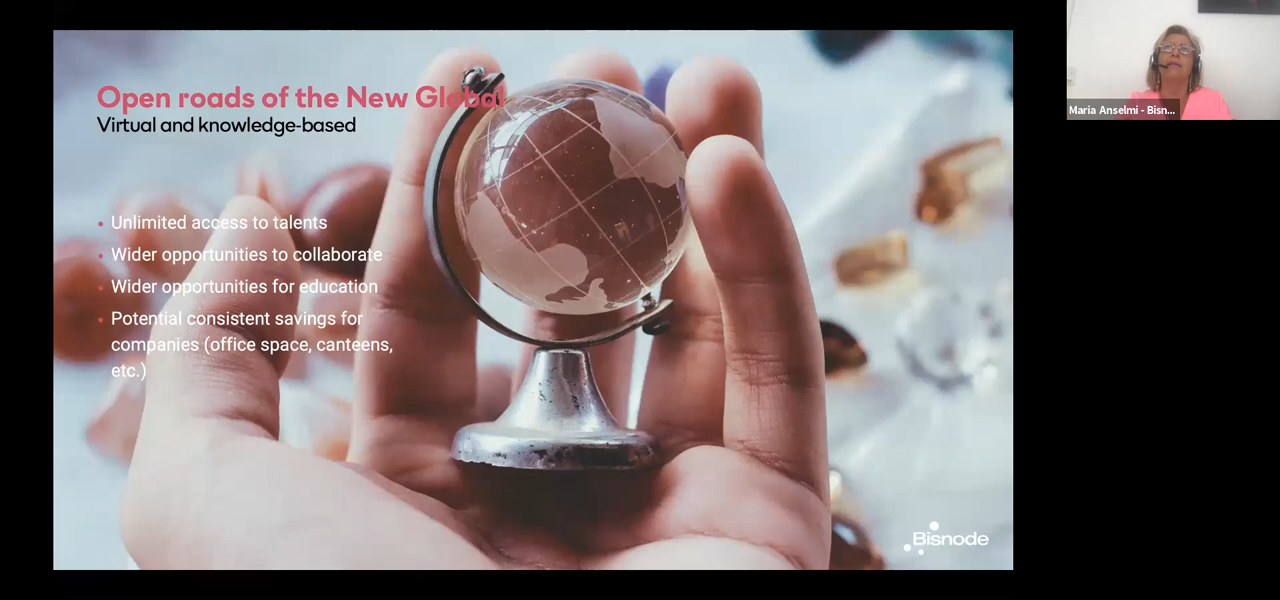 Open roads of the New Global
Virtual and knowledge-based
• Unlimited access to talents
• Wider opportunities to collaborate
• Wider opportunities for education
• Potential consistent savings for
companies (office space, canteens,
etc.)
Bisnode
Maria Anselmi - Bisn...